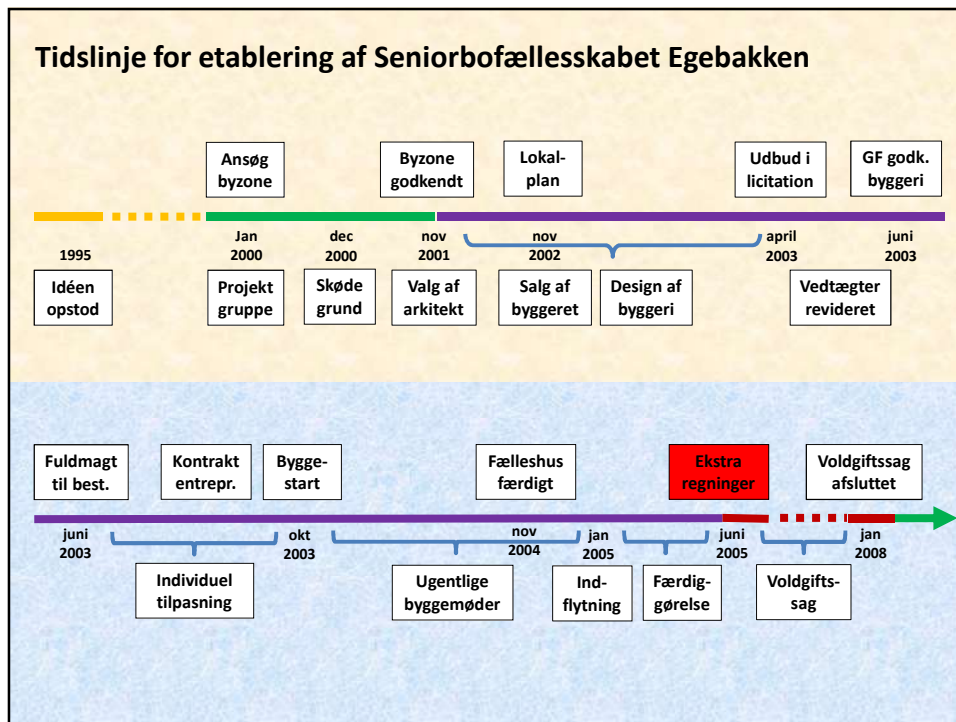 Tidslinje for etablering af Seniorbofællesskabet Egebakken
Ansøg
byzone
Byzone
godkendt
Lokal-
plan
Udbud i
licitation
GF godk.
byggeri
1995
Jan
2000
dec
2000
nov
2001
nov
2002
april
2003
juni
2003
Idéen
opstod
Projekt
gruppe
Skøde
grund
Valg af
arkitekt
Salg af
byggeret
Design af
byggeri
Vedtægter
revideret
Fuldmagt
til best.
Kontrakt
entrepr.
Bygge-
start
Fælleshus
færdigt
Ekstra
regninger
Voldgiftssag
afsluttet
juni
2003
okt
2003
nov
2004
jan
2005
juni
2005
jan
2008
Individuel
tilpasning
Ugentlige
byggemøder
Ind-
flytning
Færdig-
gørelse
Voldgifts-
sag